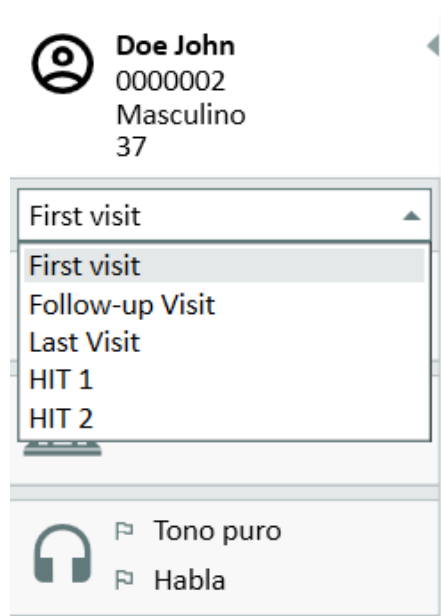 Doe John
0000002
Masculino
37
First visit
First visit
Follow-up Visit
Last Visit
HIT 1
HIT 2
Tono puro
Habla